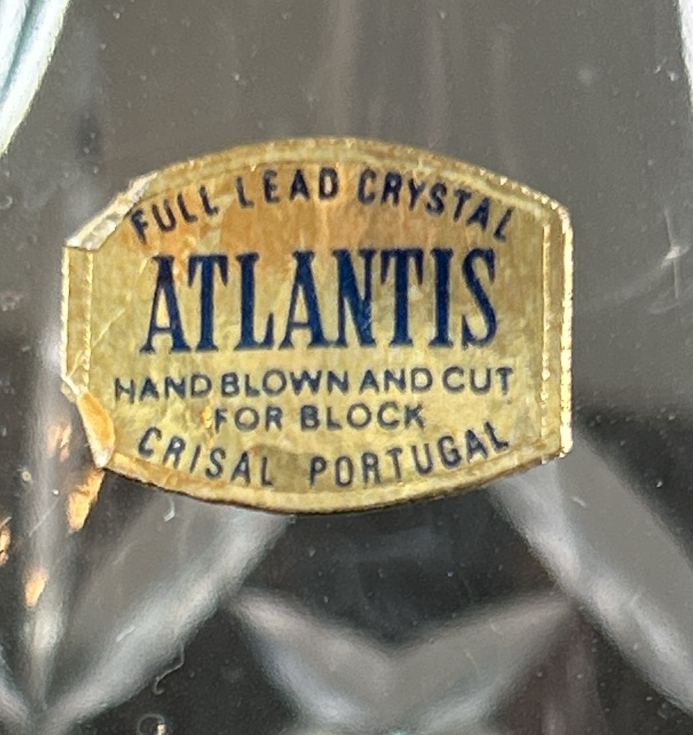 FULL LEAD CRYSTAL
ATLANTIS
HAND BLOWN AND CUT
FOR BLOCK
CRISAL PORTUGAL